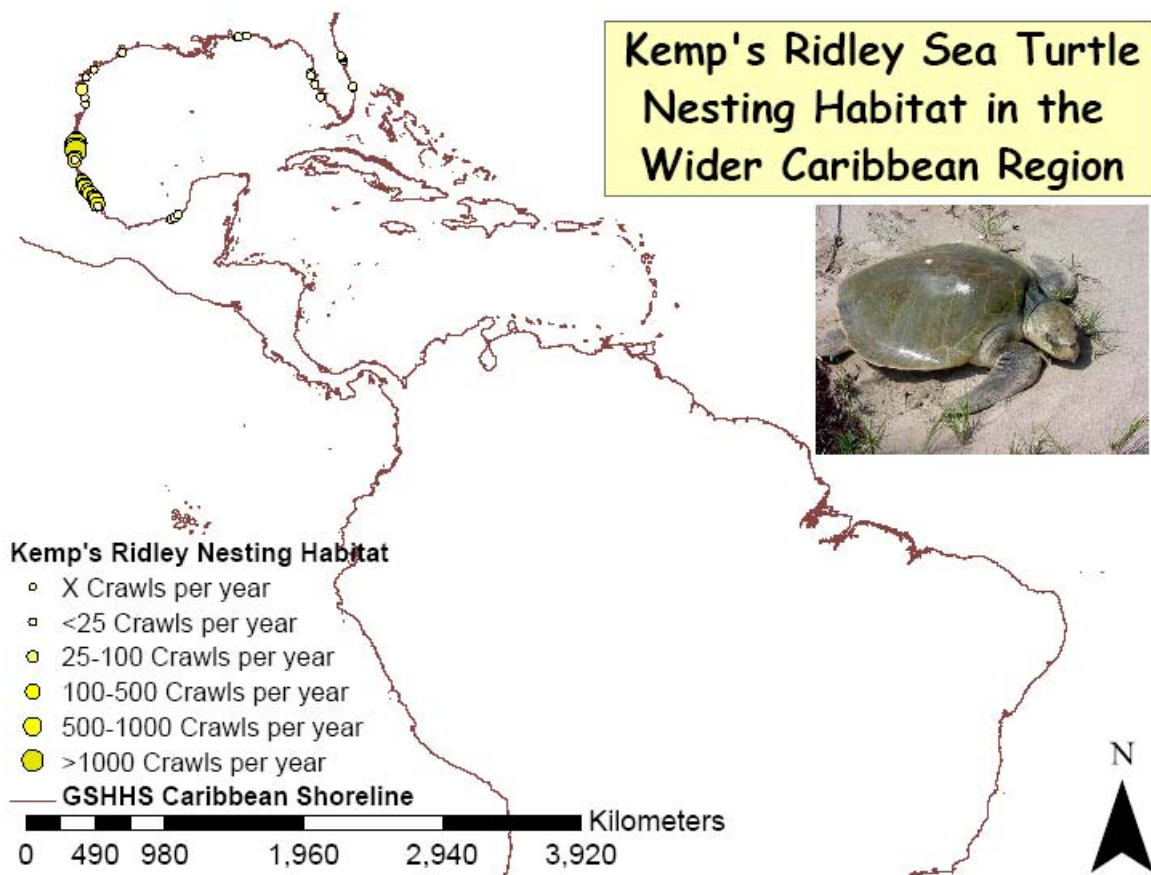 Kemp's Ridley Sea Turtle
Nesting Habitat in the
Wider Caribbean Region
Kemp's Ridley Nesting Habitat
X Crawls per year
<25 Crawls per year
25-100 Crawls per year
100-500 Crawls per year
500-1000 Crawls per year
>1000 Crawls per year
GSHHS Caribbean Shoreline
Kilometers
0 490 980 1,960 2,940 3,920
N